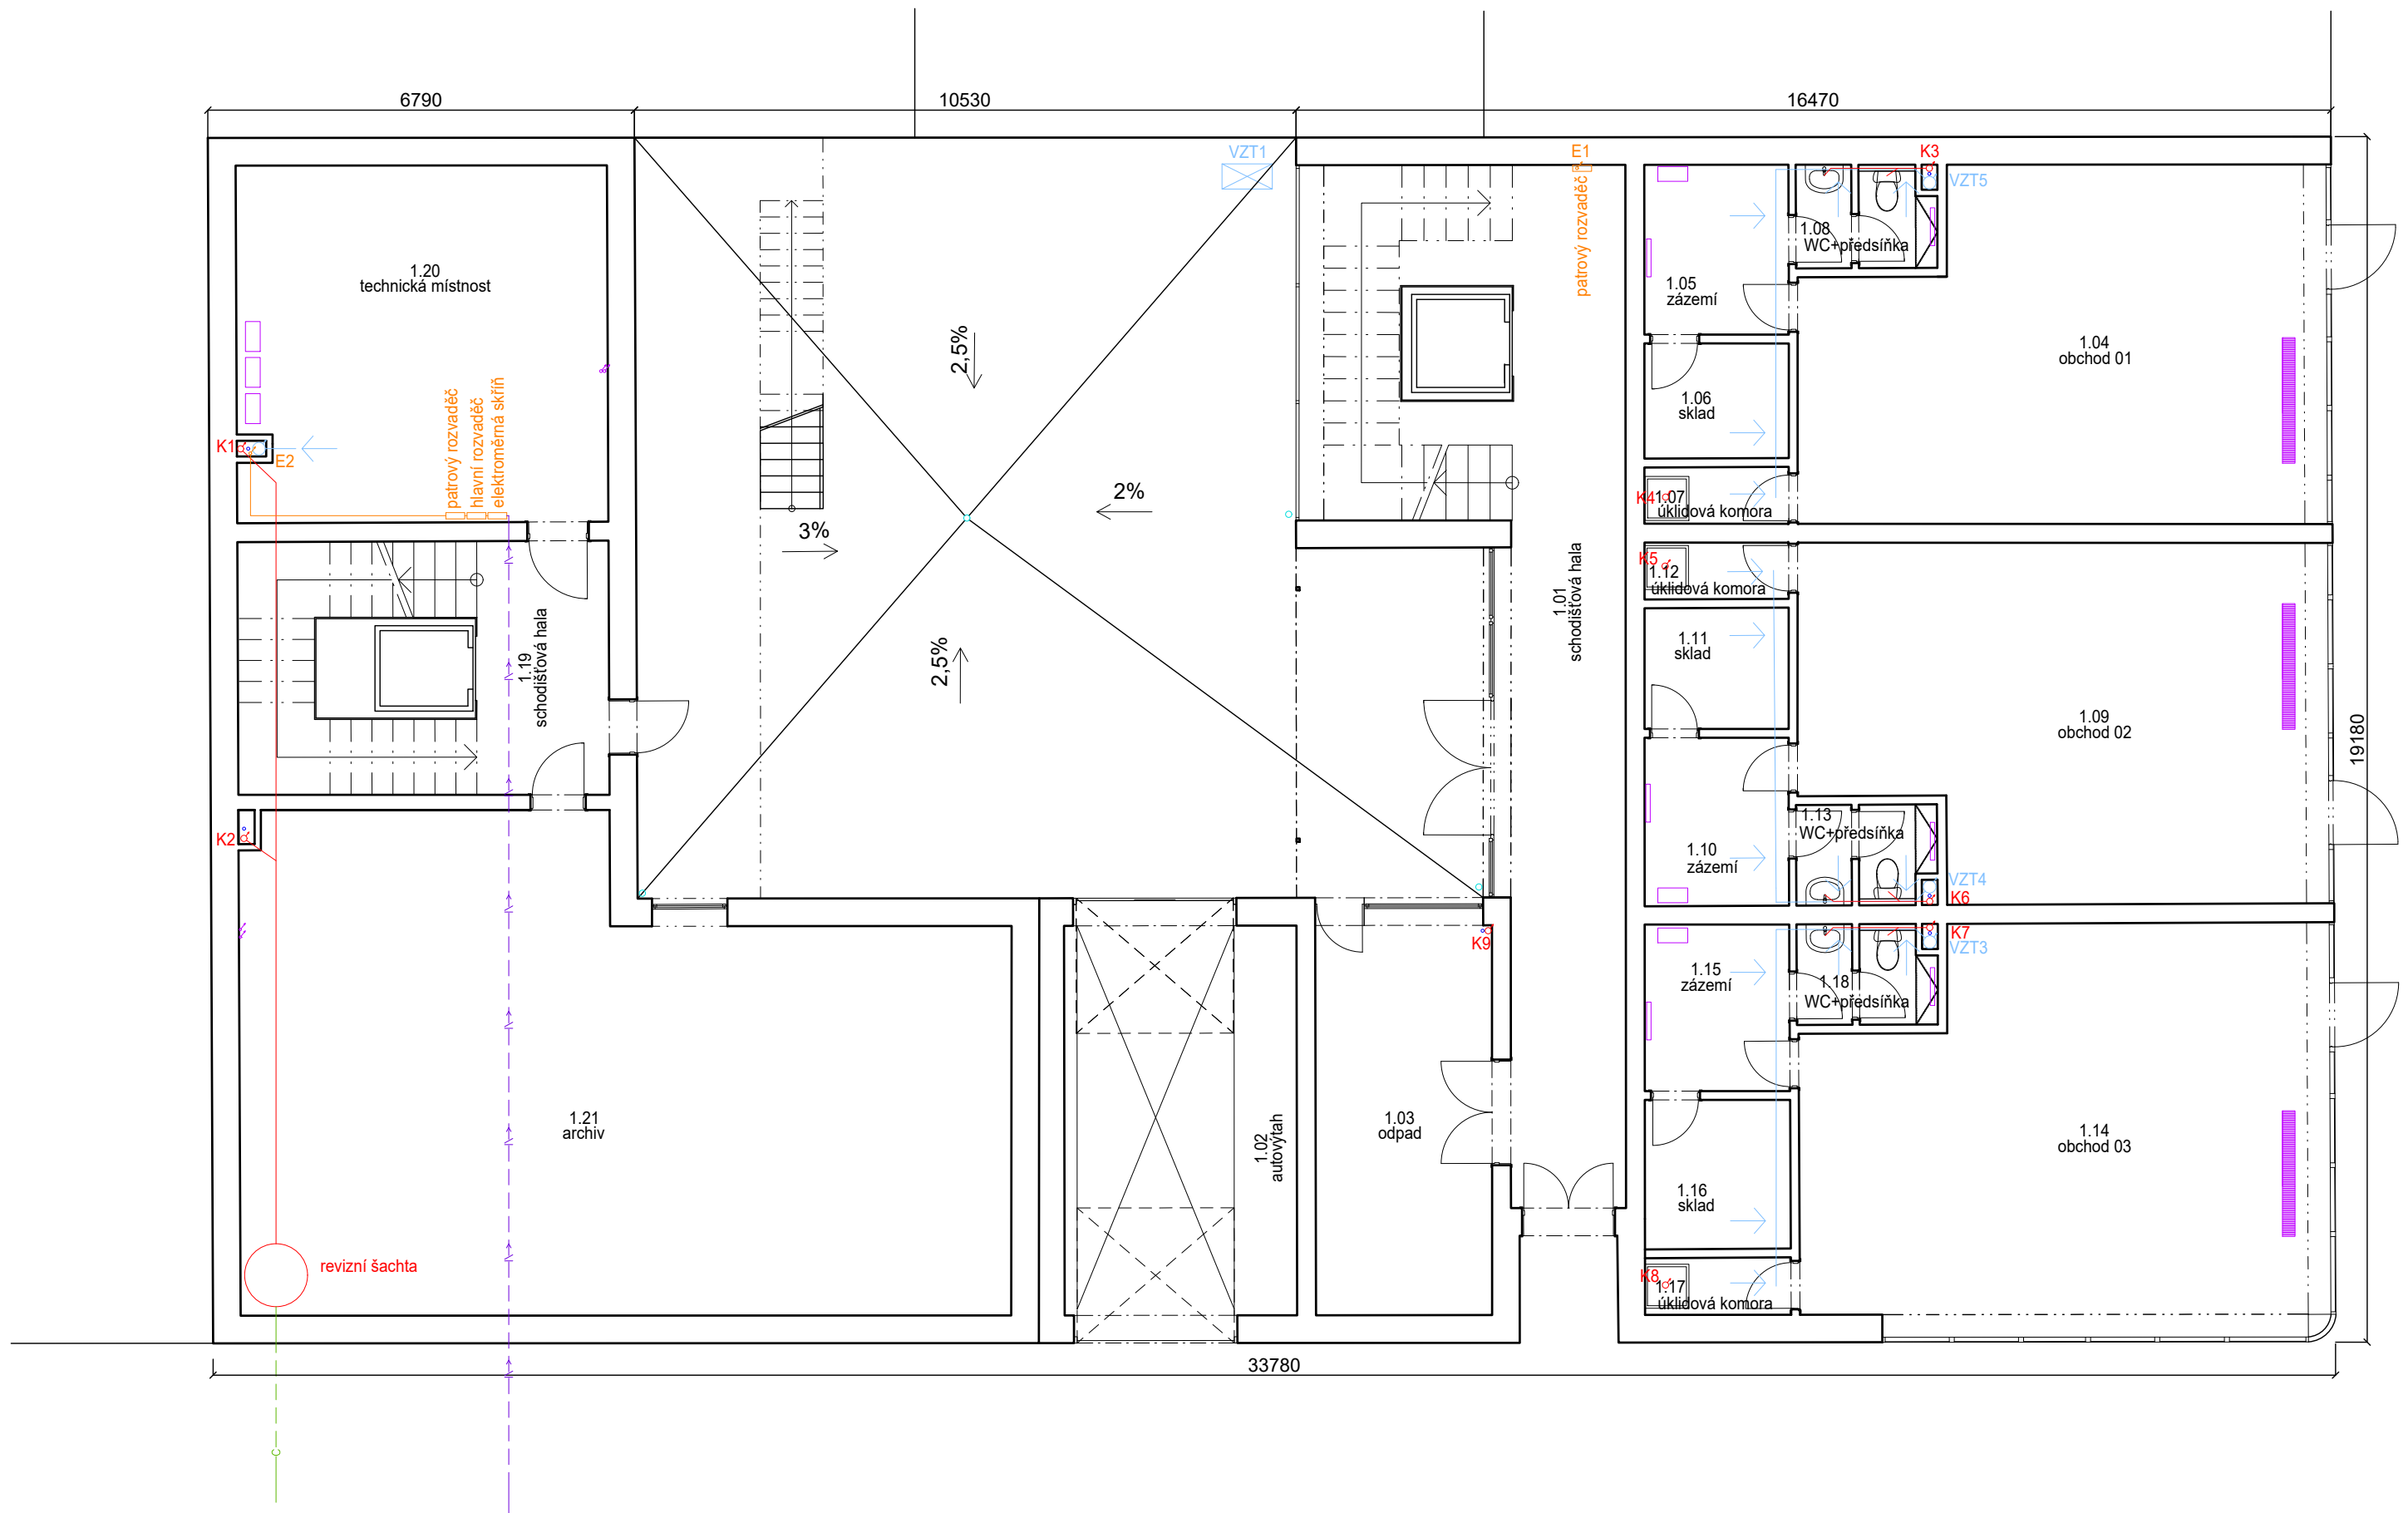 6790
10530
16470
VZT1
E1
patrový rozvaděč
K3
VZT5
1.08
WC+předsíňka
1.20
technická místnost
1.05
zázemí
2,5%
1.04
obchod 01
1.06
sklad
patrový rozvaděč
hlavní rozvaděč
elektroměrná skříň
K1
E2
2%
3%
K4
1.07
úklidová komora
K5
1.12
úklidová komora
1.01
schodišťová hala
1.19
schodišťová hala
2,5%
1.11
sklad
1.09
obchod 02
19180
K2
1.13
WC+předsíňka
1.10
zázemí
VZT4
K6
K9
K7
VZT3
1.15
zázemí
1.18
WC+předsíňka
1.21
archiv
1.02
autovýtah
1.03
odpad
1.14
obchod 03
1.16
sklad
revizní šachta
K8
1.17
úklidová komora
33780
C